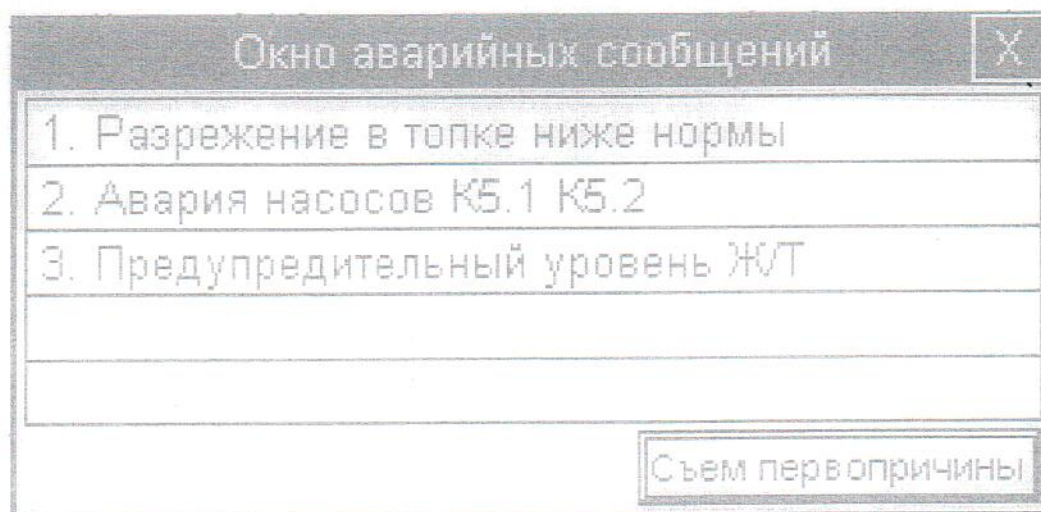 Окно аварийных сообщений X
1. Разрежение в топке ниже нормы
2. Авария насосов К5.1 К5.2
3. Предупредительный уровень Ж/Т
Съем первопричины